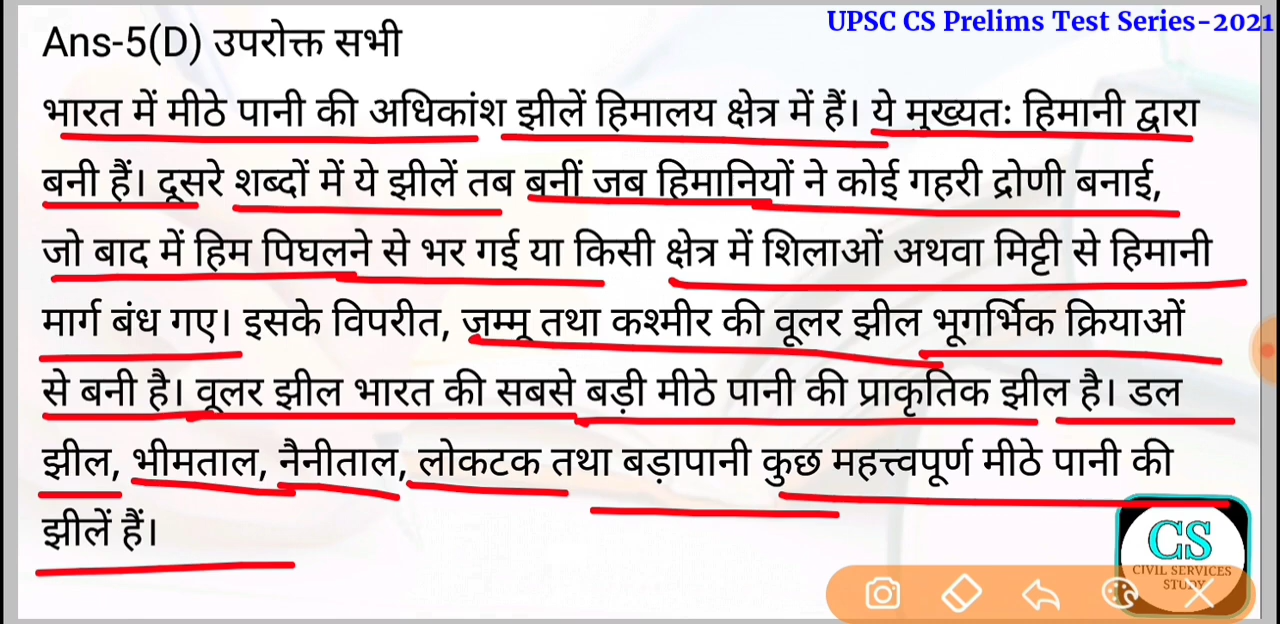 UPSC CS Prelims Test Series-2021
Ans-5(D) उपरोक्त सभी
भारत में मीठे पानी की अधिकांश झीलें हिमालय क्षेत्र में हैं। ये मुख्यतः हिमानी द्वारा
बनी हैं। दूसरे शब्दों में ये झीलें तब बनीं जब हिमानियों ने कोई गहरी द्रोणी बनाई,
जो बाद में हिम पिघलने से भर गई या किसी क्षेत्र में शिलाओं अथवा मिट्टी से हिमानी
मार्ग बंध गए। इसके विपरीत, जम्मू तथा कश्मीर की वूलर झील भूगर्भिक क्रियाओं
से बनी है। वूलर झील भारत की सबसे बड़ी मीठे पानी की प्राकृतिक झील है। डल
झील, भीमताल, नैनीताल, लोकटक तथा बड़ापानी कुछ महत्त्वपूर्ण मीठे पानी की
झीलें हैं।
CS
CIVIL SERVICES
STUDY